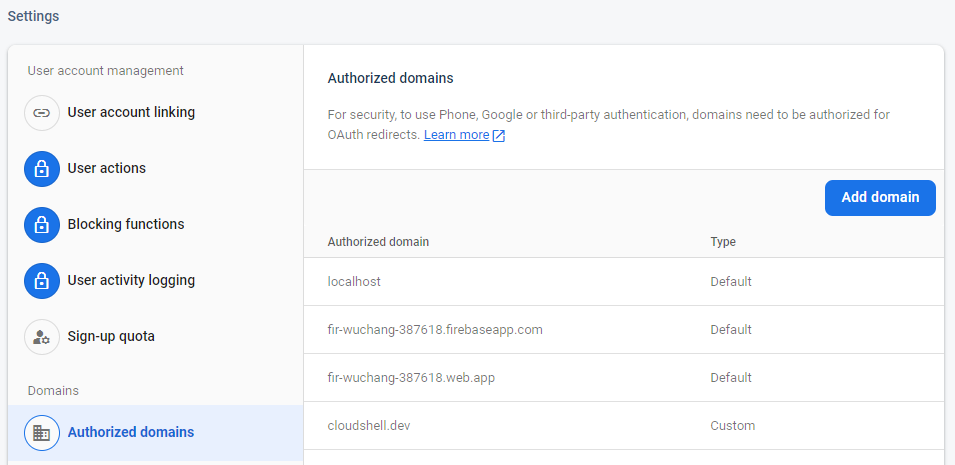 Settings
User account management
User account linking
User actions
Blocking functions
User activity logging
Sign-up quota
Domains
Authorized domains
Authorized domains
For security, to use Phone, Google or third-party authentication, domains need to be authorized for
OAuth redirects. Learn more
Add domain
Authorized domain Type
localhost Default
fir-wuchang-387618.firebaseapp.com Default
fir-wuchang-387618.web.app Default
cloudshell.dev Custom